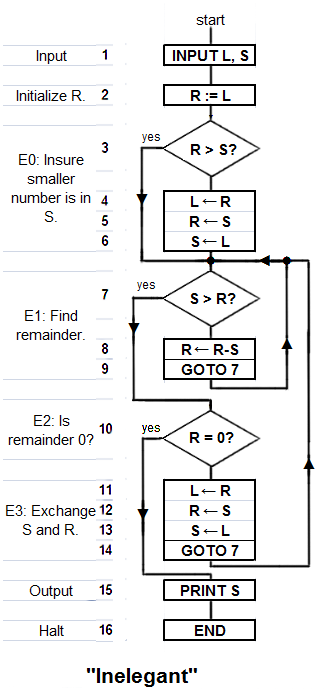 start
Input 1 INPUT L, S
Initialize R. 2 R := L
yes
3 R > S?
E0: Insure
smaller
number is in
S.
4 L ← R
5 R ← S
6 S ← L
yes
7 S > R?
E1: Find
remainder.
8 R ← R-S
9 GOTO 7
yes
E2: Is
remainder 0?
10 R = 0?
11 L ← R
E3: Exchange
S and R.
12 R ← S
13 S ← L
14 GOTO 7
Output 15 PRINT S
Halt 16 END
"Inelegant"